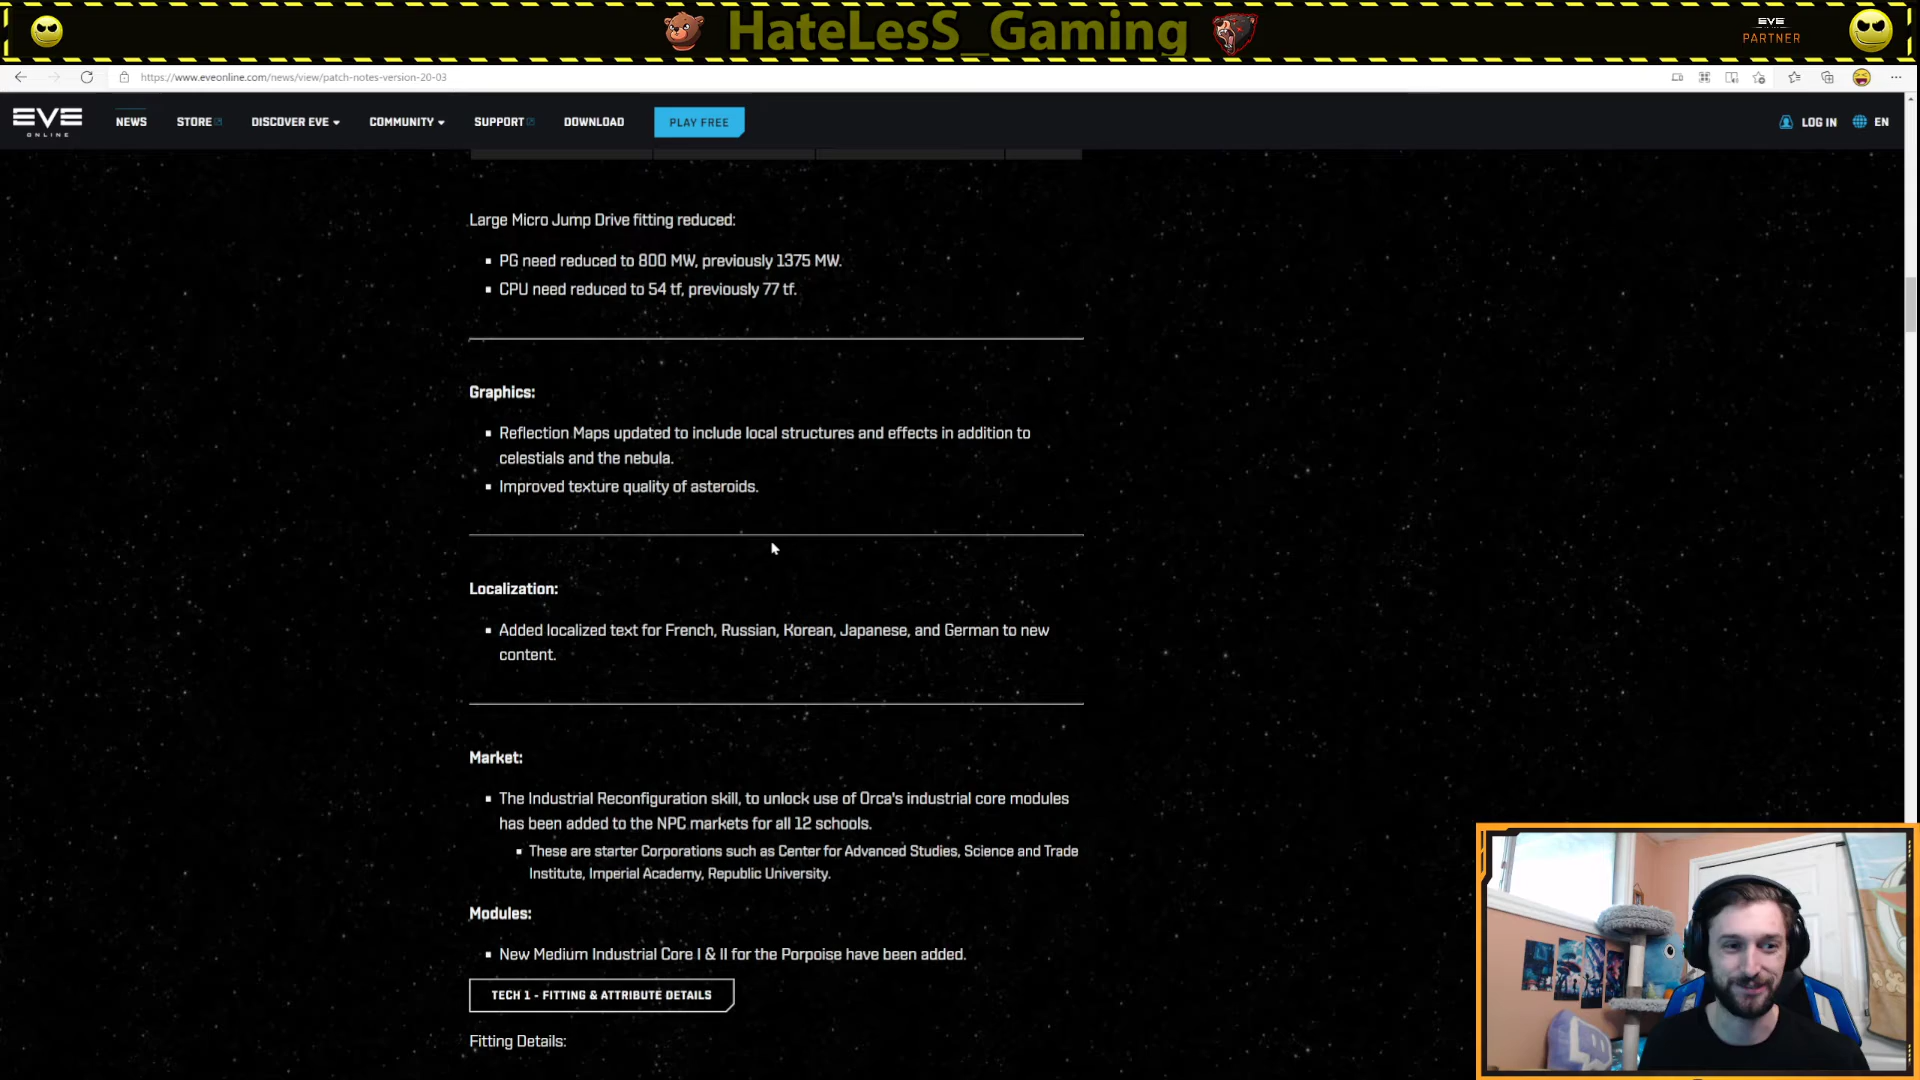 HateLesS_Gaming
EVE
PARTNER
https://www.eveonline.com/news/view/patch-notes-version-20-03
EVE
ONLINE
NEWS
STORE
DISCOVER EVE
COMMUNITY
SUPPORT
DOWNLOAD
PLAY FREE
LOG IN
EN
Large Micro Jump Drive fitting reduced:
PG need reduced to 800 MW, previously 1375 MW.
CPU need reduced to 54 tf, previously 77 tf.
Graphics:
Reflection Maps updated to include local structures and effects in addition to
celestials and the nebula.
Improved texture quality of asteroids.
Localization:
Added localized text for French, Russian, Korean, Japanese, and German to new
content.
Market:
The Industrial Reconfiguration skill, to unlock use of Orca's industrial core modules
has been added to the NPC markets for all 12 schools.
These are starter Corporations such as Center for Advanced Studies, Science and Trade
Institute, Imperial Academy, Republic University.
Modules:
New Medium Industrial Core I & II for the Porpoise have been added.
TECH 1 - FITTING & ATTRIBUTE DETAILS
Fitting Details: